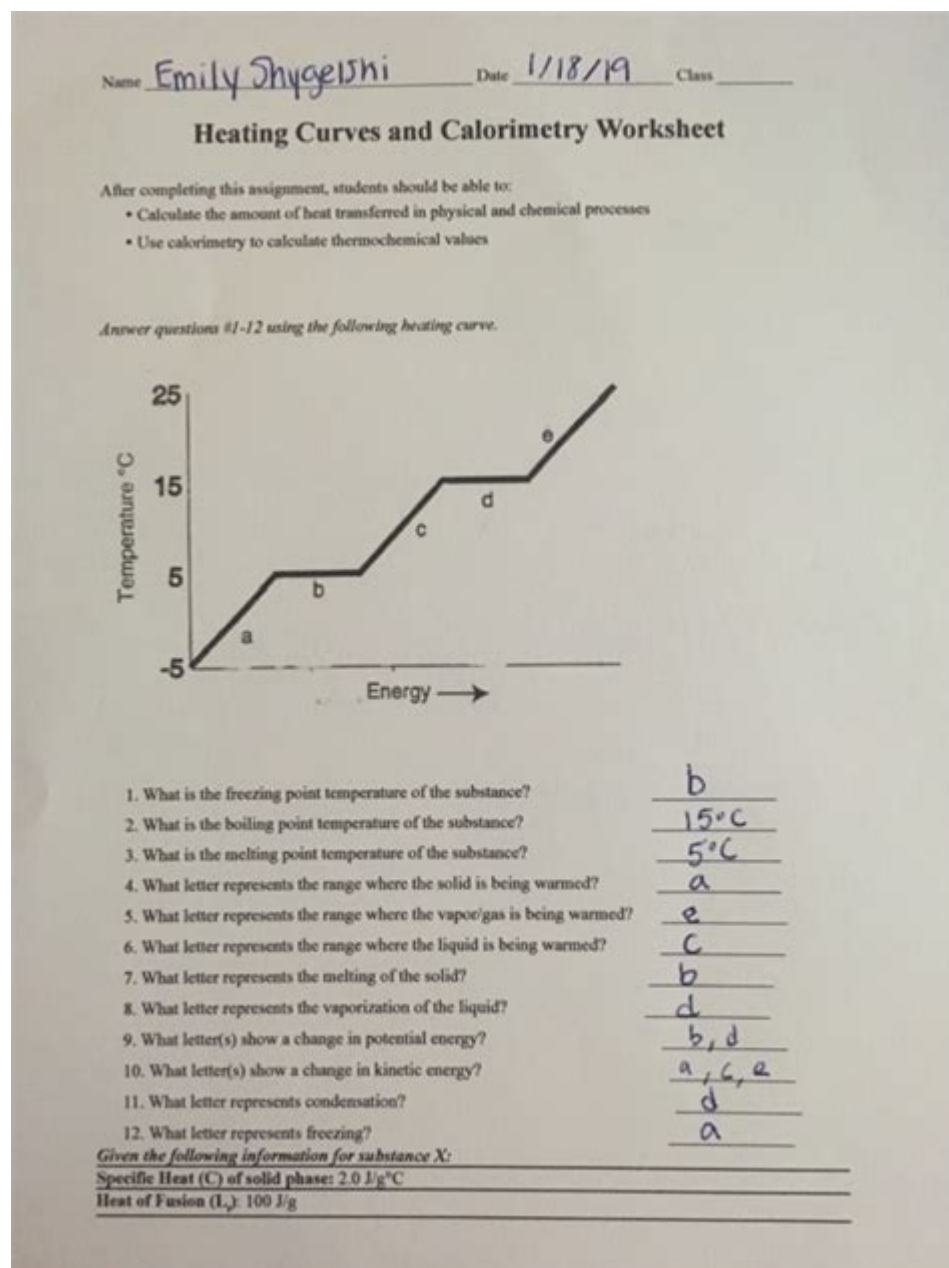 Name Emily Date 1/18/19 Class
Heating Curves and Calorimetry Worksheet
After completing this assignment, students should be able to:
• Calculate the amount of heat transferred in physical and chemical processes
• Use calorimetry to calculate thermochemical values
Answer questions #1-12 using the following heating curve.
25
15
5
-5
Temperature °C
a
b
c
d
e
Energy
1. What is the freezing point temperature of the substance? b
2. What is the boiling point temperature of the substance? 15°C
3. What is the melting point temperature of the substance? 5°C
4. What letter represents the range where the solid is being warmed? a
5. What letter represents the range where the vapor/gas is being warmed? e
6. What letter represents the range where the liquid is being warmed? C
7. What letter represents the melting of the solid? b
8. What letter represents the vaporization of the liquid? d
9. What letter(s) show a change in potential energy? b, d
10. What letter(s) show a change in kinetic energy? a, c, e
11. What letter represents condensation? d
12. What letter represents freezing? a
Given the following information for substance X:
Specific Heat (C) of solid phase: 2.0 J/g°C
Heat of Fusion 100 J/g